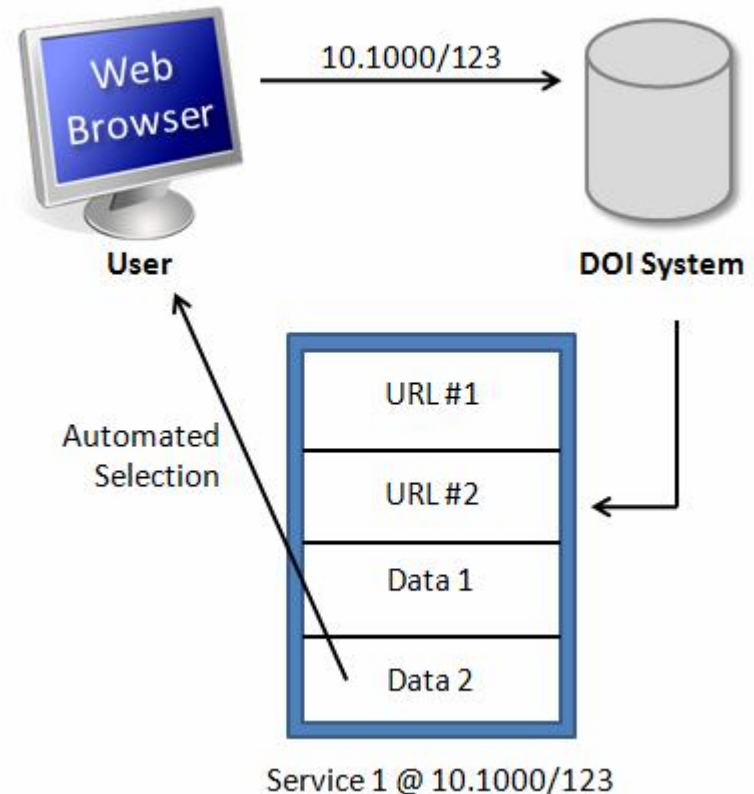 Web
Browser
10.1000/123
User
DOI System
URL #1
URL #2
Data 1
Data 2
Automated
Selection
Service 1 @ 10.1000/123